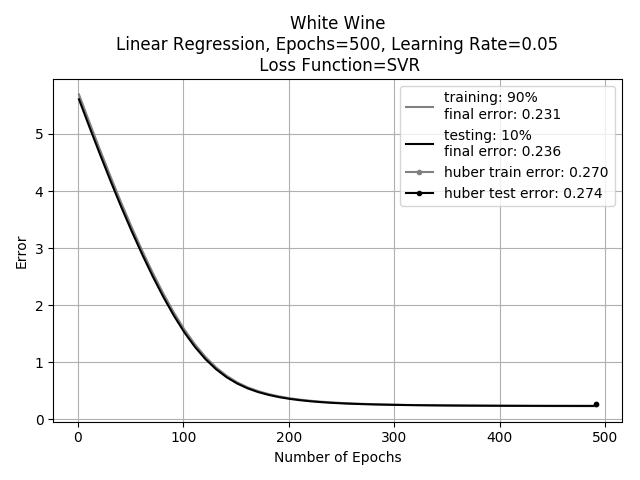 White Wine
Linear Regression, Epochs=500, Learning Rate=0.05
Loss Function=SVR
training: 90%
final error: 0.231
testing: 10%
final error: 0.236
huber train error: 0.270
huber test error: 0.274
Error
5
4
3
2
1
0
0 100 200 300 400 500
Number of Epochs